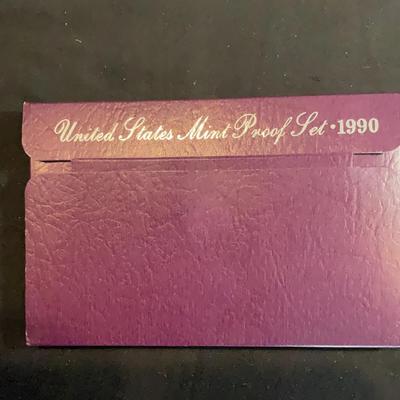 United States Mint Proof Set • 1990